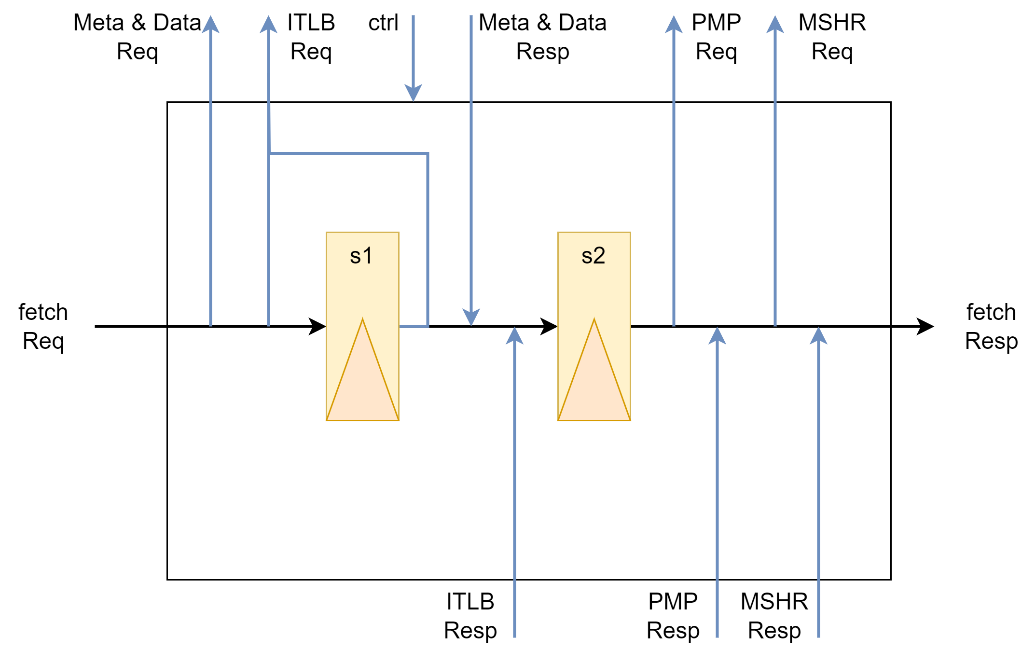 Meta & Data
Req
ITLB
Req
ctrl
Meta & Data
Resp
PMP
Req
MSHR
Req
s1
s2
fetch
Req
fetch
Resp
ITLB
Resp
PMP
Resp
MSHR
Resp